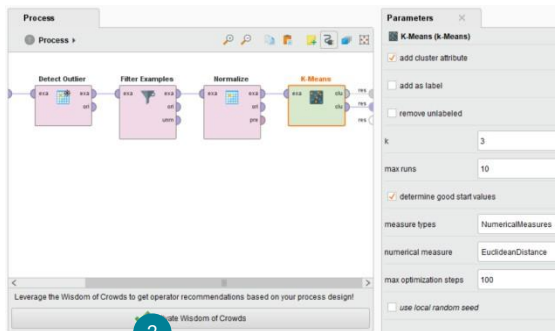 Process
Process
Detect Outlier
Filter Examples
Normalize
K-Means
exa
exa
ori
exa
exa
ori
unm
exa
exa
ori
pre
exa
clu
clu
res
res
res
Leverage the Wisdom of Crowds to get operator recommendations based on your process design!
ate Wisdom of Crowds
2
Parameters
K-Means (k-Means)
add cluster attribute
add as label
remove unlabeled
k
3
max runs
10
determine good start values
measure types
NumericalMeasures
numerical measure
EuclideanDistance
max optimization steps
100
use local random seed